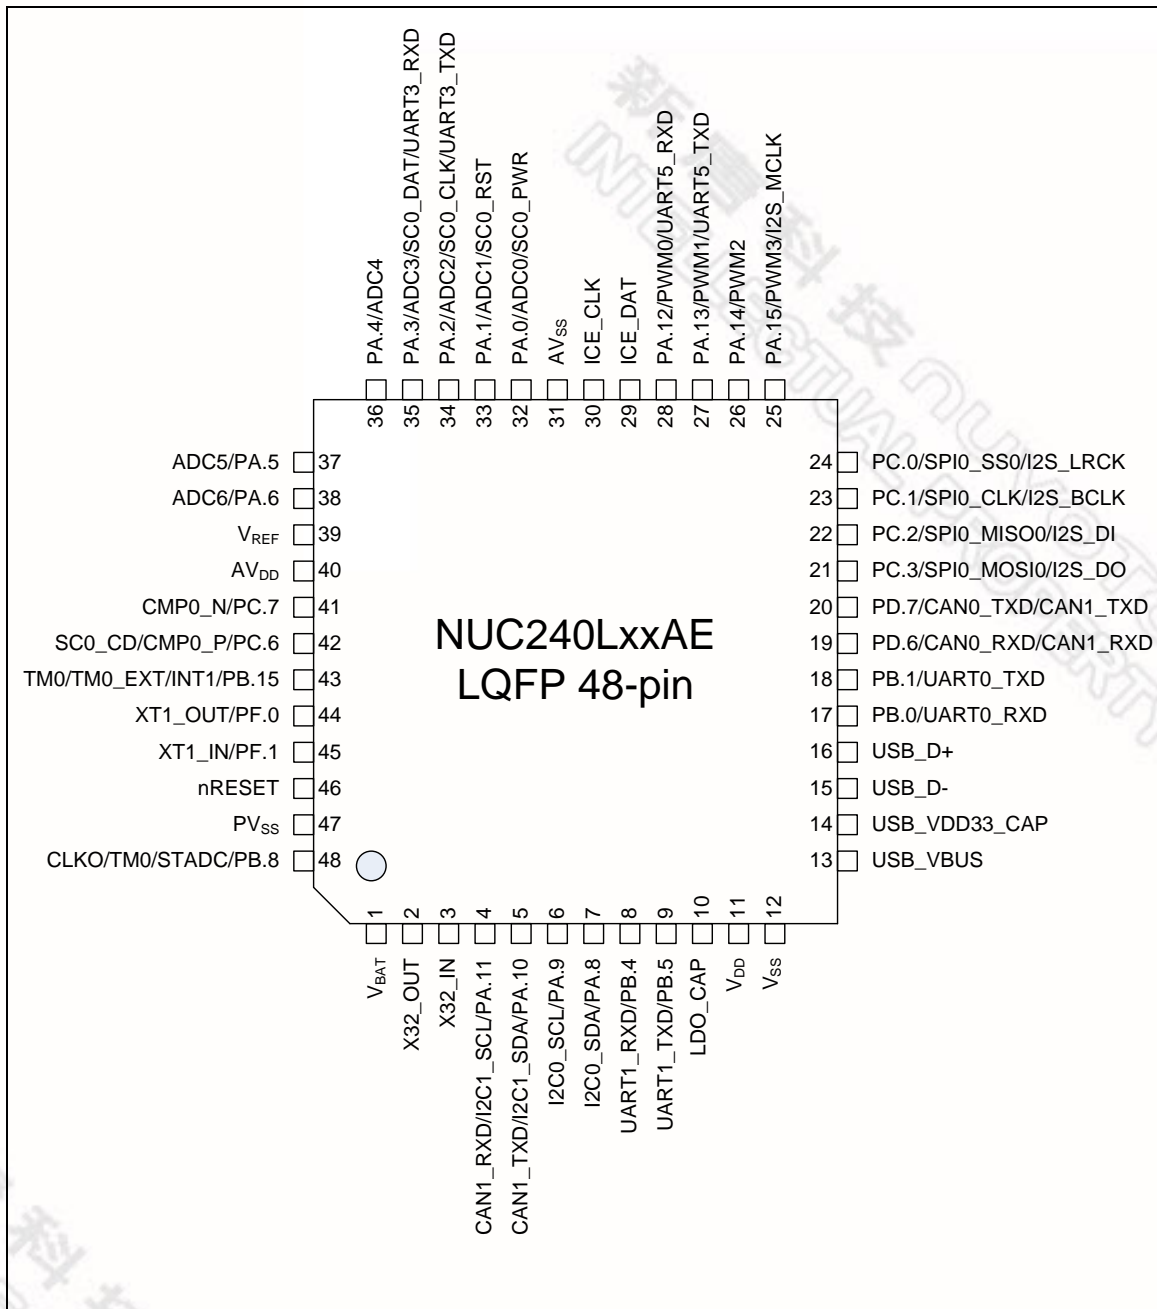 PA.4/ADC4
PA.3/ADC3/SC0_DAT/UART3_RXD
PA.2/ADC2/SC0_CLK/UART3_TXD
PA.1/ADC1/SC0_RST
PA.0/ADC0/SC0_PWR
AVSS
ICE_CLK
ICE_DAT
PA.12/PWM0/UART5_RXD
PA.13/PWM1/UART5_TXD
PA.14/PWM2
PA.15/PWM3/I2S_MCLK
36
35
34
33
32
31
30
29
28
27
26
25
ADC5/PA.5 37
ADC6/PA.6 38
VREF 39
AVDD 40
CMP0_N/PC.7 41
SC0_CD/CMP0_P/PC.6 42
TM0/TM0_EXT/INT1/PB.15 43
XT1_OUT/PF.0 44
XT1_IN/PF.1 45
nRESET 46
PVSS 47
CLKO/TM0/STADC/PB.8 48
NUC240LxxAE
LQFP 48-pin
24 PC.0/SPI0_SS0/I2S_LRCK
23 PC.1/SPI0_CLK/I2S_BCLK
22 PC.2/SPI0_MISO0/I2S_DI
21 PC.3/SPI0_MOSI0/I2S_DO
20 PD.7/CAN0_TXD/CAN1_TXD
19 PD.6/CAN0_RXD/CAN1_RXD
18 PB.1/UART0_TXD
17 PB.0/UART0_RXD
16 USB_D+
15 USB_D-
14 USB_VDD33_CAP
13 USB_VBUS
1
2
3
4
5
6
7
8
9
10
11
12
VBAT
X32_OUT
X32_IN
CAN1_RXD/I2C1_SCL/PA.11
CAN1_TXD/I2C1_SDA/PA.10
I2C0_SCL/PA.9
I2C0_SDA/PA.8
UART1_RXD/PB.4
UART1_TXD/PB.5
LDO_CAP
VDD
VSS
新唐科技 nuvoTo
INTELLECTUAL PROPERTY
科技